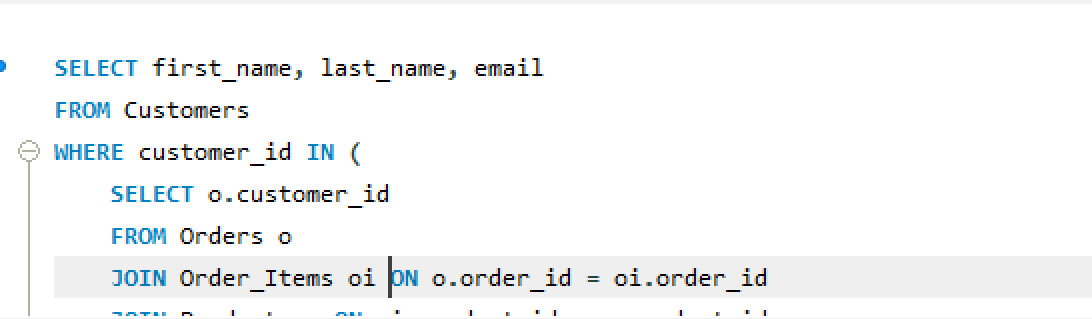 SELECT first_name, last_name, email
FROM Customers
WHERE customer_id IN (
    SELECT o.customer_id
    FROM Orders o
    JOIN Order_Items oi ON o.order_id = oi.order_id
    JOIN